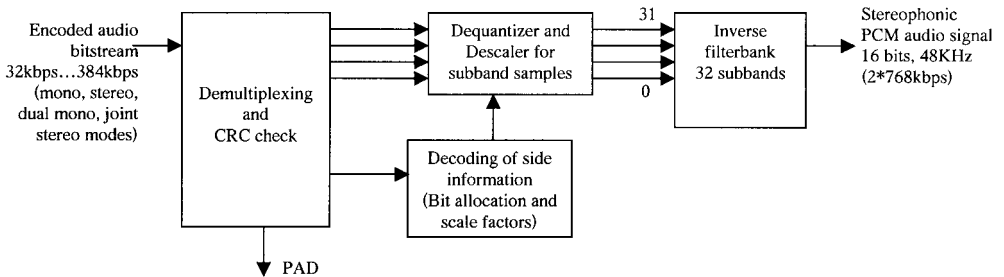 Encoded audio
bitstream
32kbps…384kbps
(mono, stereo,
dual mono, joint
stereo modes)
Demultiplexing
and
CRC check
PAD
Dequantizer and
Descaler for
subband samples
Decoding of side
information
(Bit allocation and
scale factors)
31
0
Inverse
filterbank
32 subbands
Stereophonic
PCM audio signal
16 bits, 48KHz
(2*768kbps)